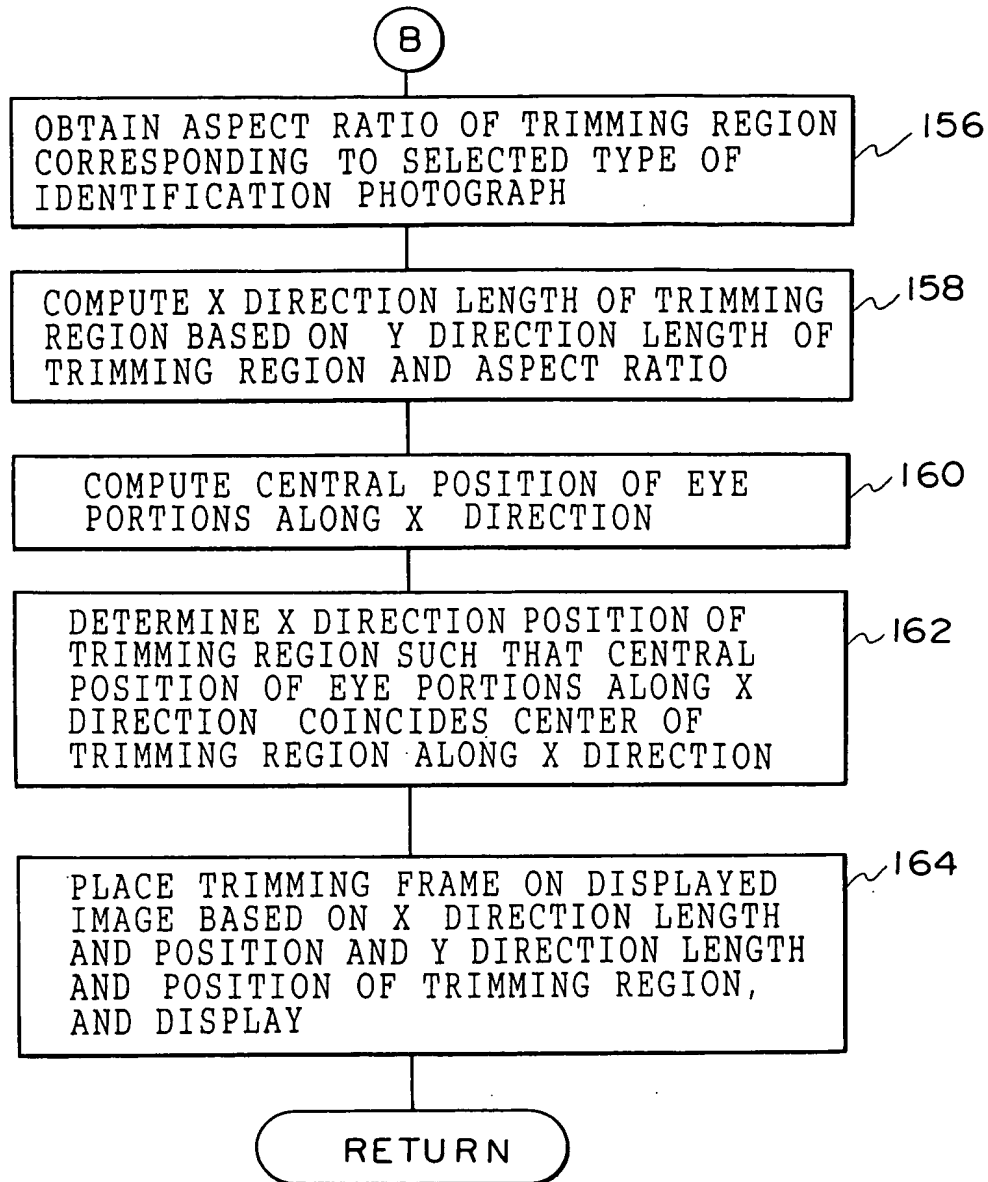 B
OBTAIN ASPECT RATIO OF TRIMMING REGION
CORRESPONDING TO SELECTED TYPE OF
IDENTIFICATION PHOTOGRAPH
156
COMPUTE X DIRECTION LENGTH OF TRIMMING
REGION BASED ON Y DIRECTION LENGTH OF
TRIMMING REGION AND ASPECT RATIO
158
COMPUTE CENTRAL POSITION OF EYE
PORTIONS ALONG X DIRECTION
160
DETERMINE X DIRECTION POSITION OF
TRIMMING REGION SUCH THAT CENTRAL
POSITION OF EYE PORTIONS ALONG X
DIRECTION COINCIDES CENTER OF
TRIMMING REGION ALONG X DIRECTION
162
PLACE TRIMMING FRAME ON DISPLAYED
IMAGE BASED ON X DIRECTION LENGTH
AND POSITION AND Y DIRECTION LENGTH
AND POSITION OF TRIMMING REGION,
AND DISPLAY
164
RETURN